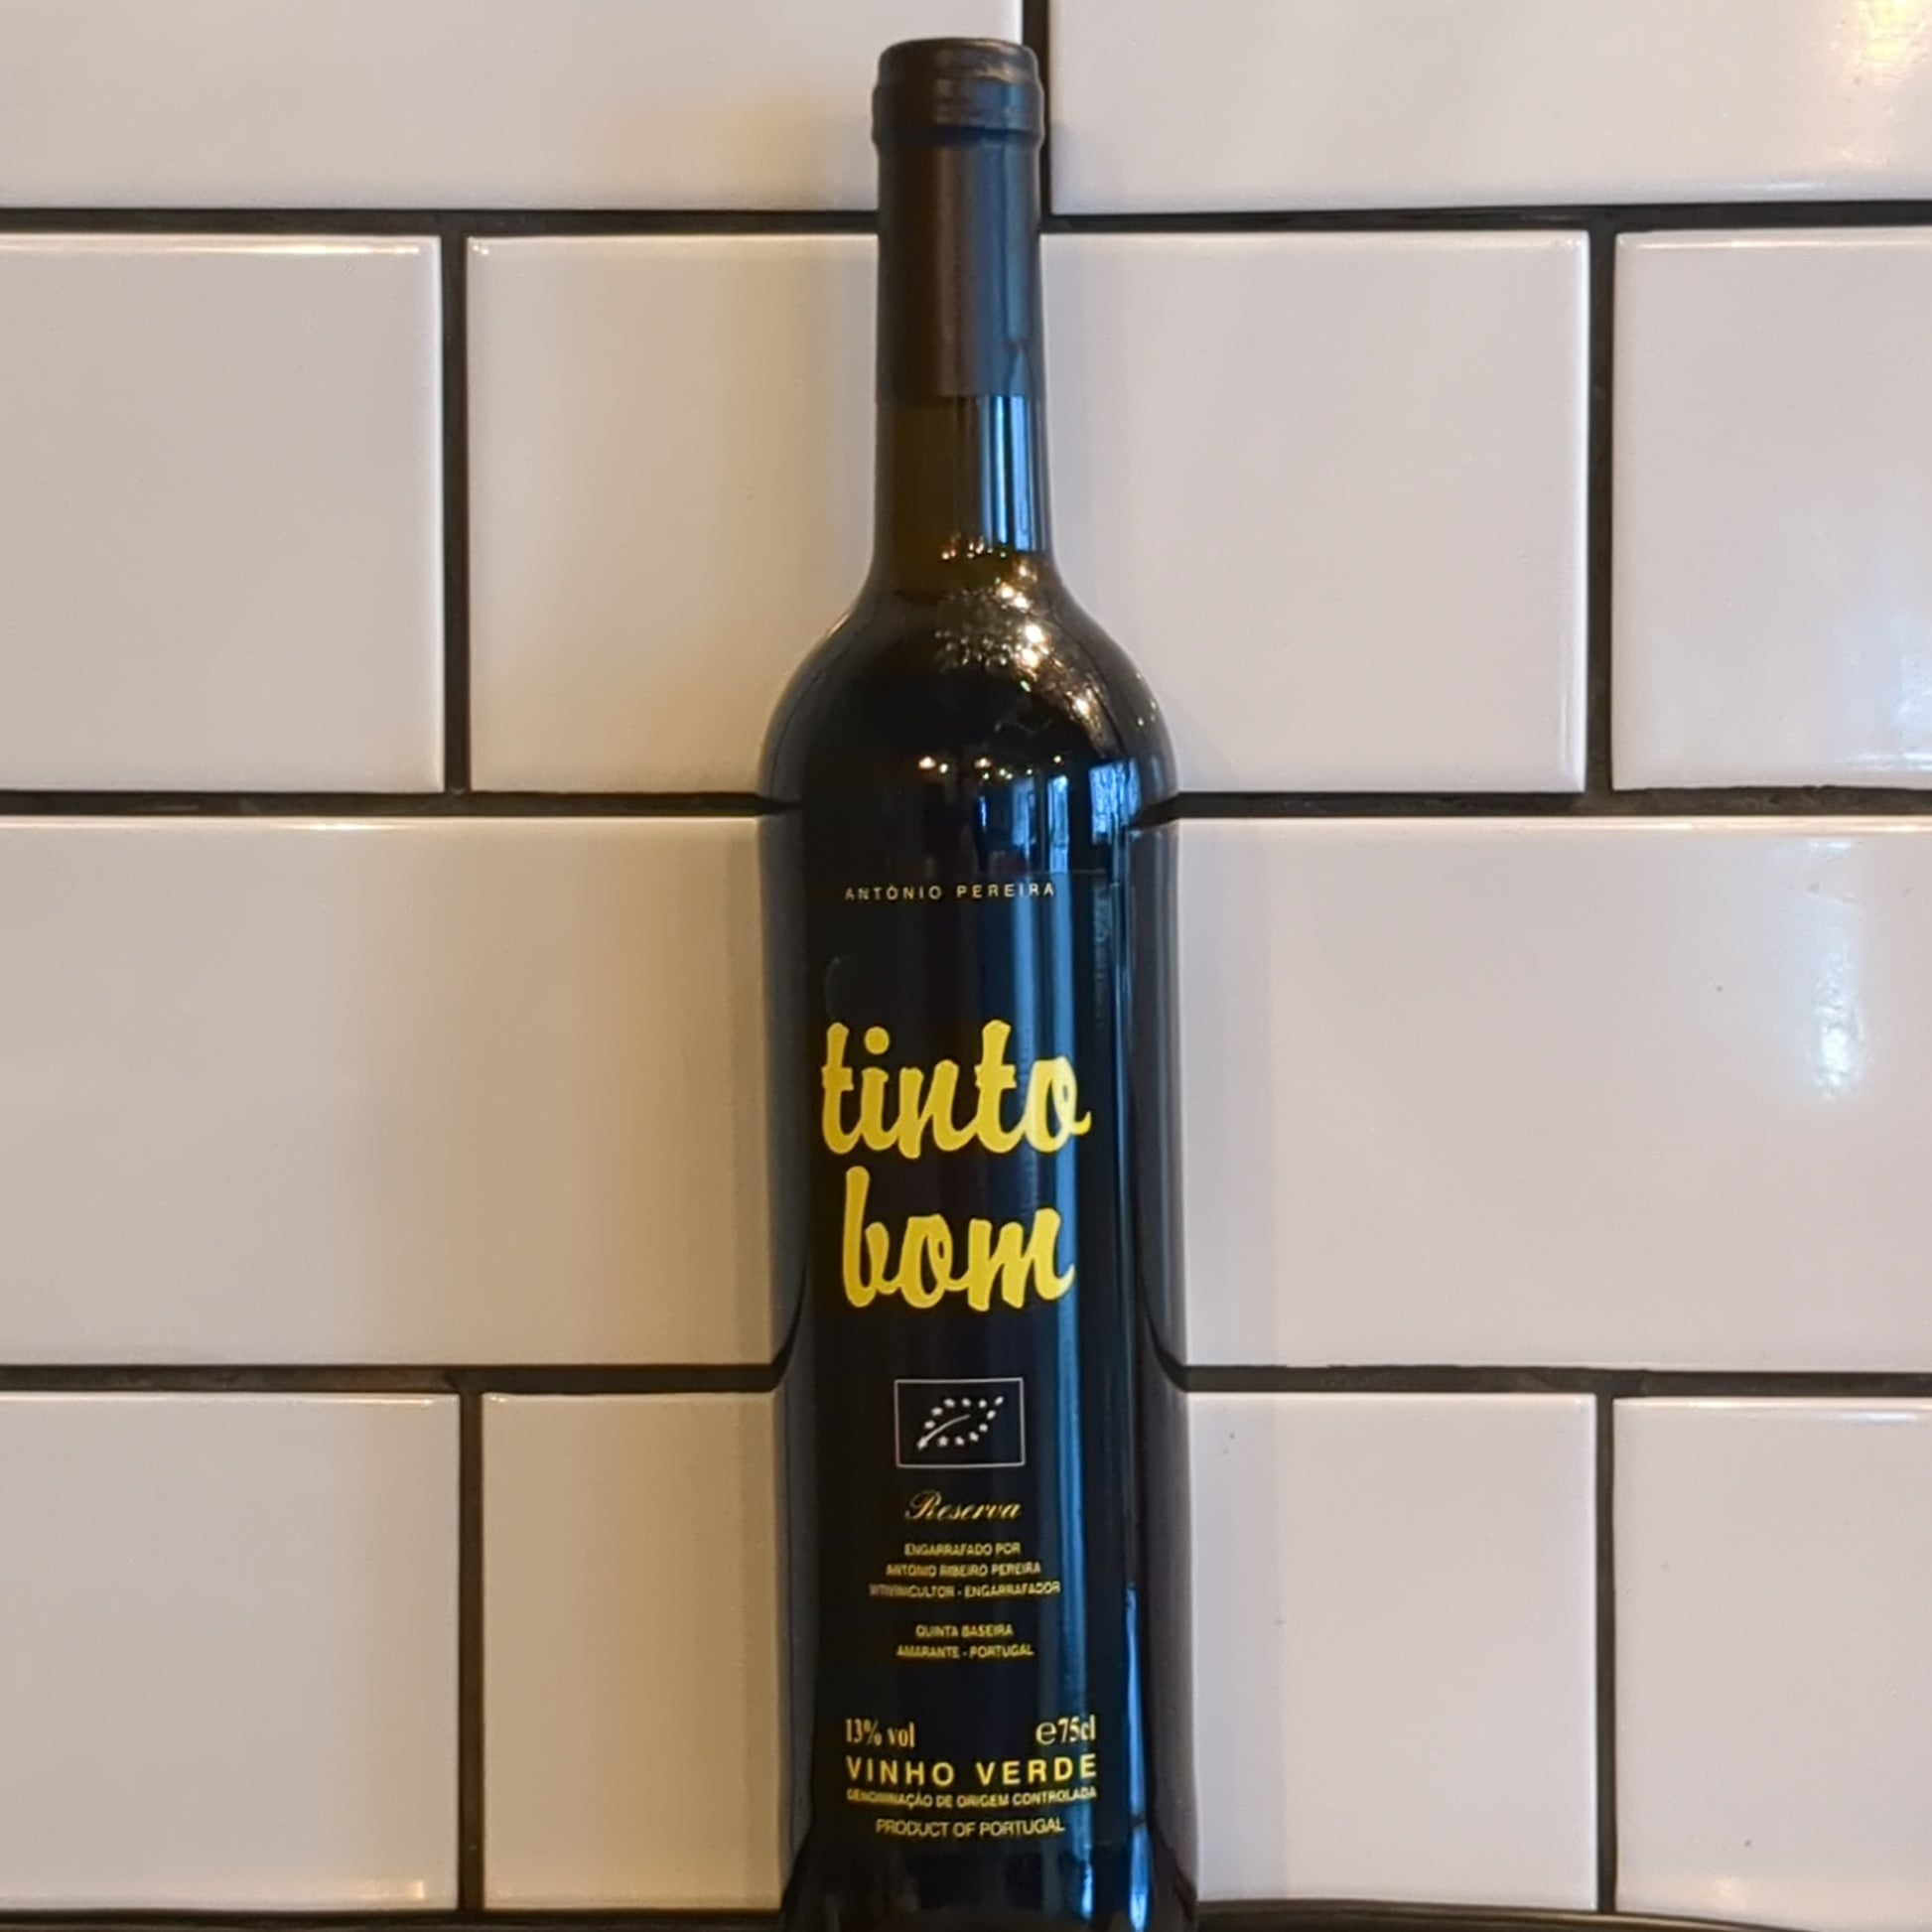 ANTÓNIO PEREIRA
tinto
bom
Reserva
ENGARRAFADO POR
ANTÓNIO RIBEIRO PEREIRA
VITIVINICULTOR - ENGARRAFADOR
QUINTA BASEIRA
AMARANTE - PORTUGAL
13% vol ℮75cl
VINHO VERDE
DENOMINAÇÃO DE ORIGEM CONTROLADA
PRODUCT OF PORTUGAL